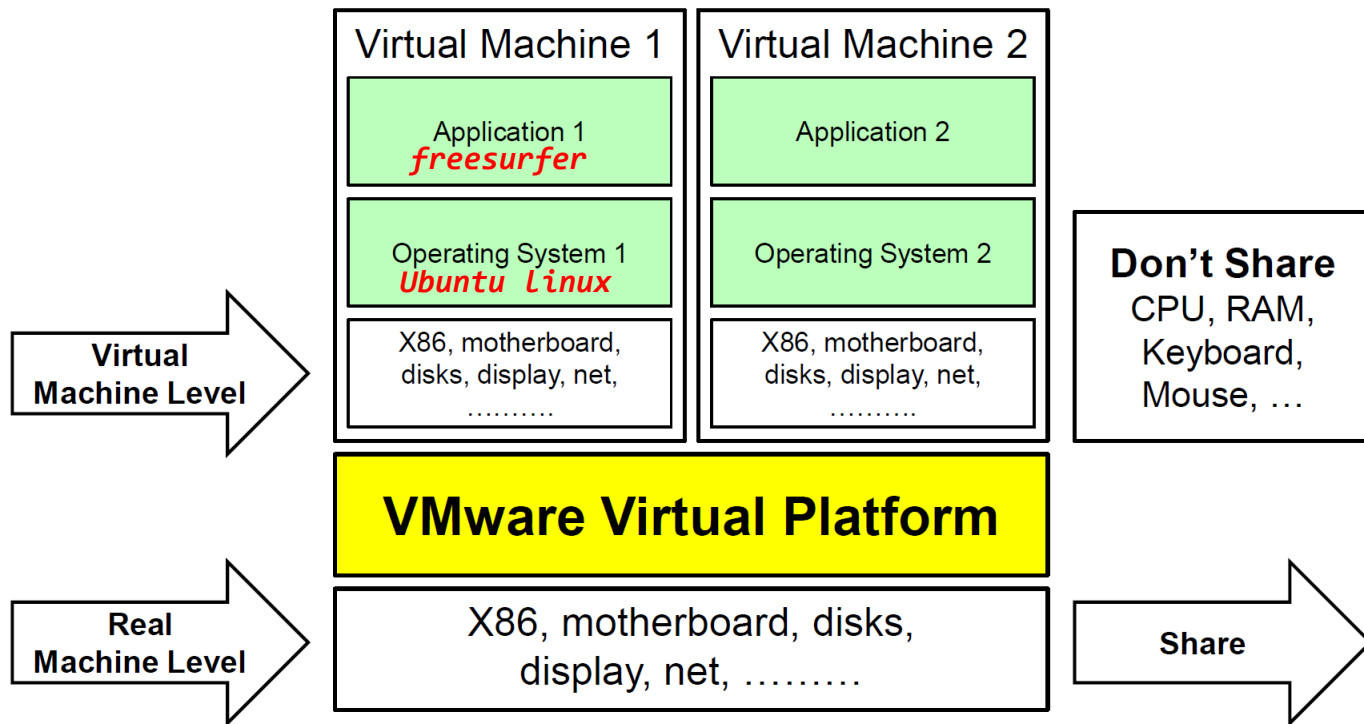 Virtual Machine 1
Application 1
freesurfer
Operating System 1
Ubuntu linux
X86, motherboard,
disks, display, net,
……….
Virtual Machine 2
Application 2
Operating System 2
X86, motherboard,
disks, display, net,
……….
Don’t Share
CPU, RAM,
Keyboard,
Mouse, …
Virtual
Machine Level
VMware Virtual Platform
Real
Machine Level
X86, motherboard, disks,
display, net, ………
Share